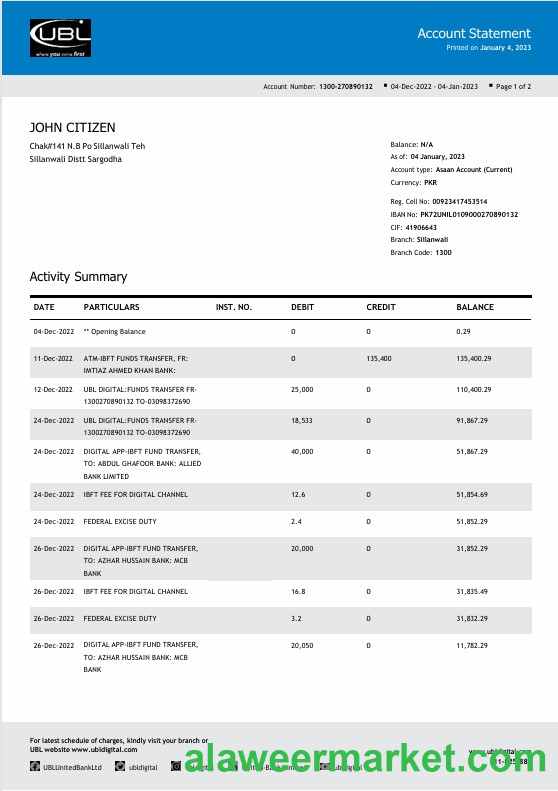 UBL
where you come first
Account Statement
Printed on January 4, 2023
Account Number: 1300-270890132 ▪ 04-Dec-2022 - 04-Jan-2023 ▪ Page 1 of 2
JOHN CITIZEN
Chak#141 N.B Po Sillanwali Teh
Sillanwali Distt Sargodha
Balance: N/A
As of: 04 January, 2023
Account type: Asaan Account (Current)
Currency: PKR
Reg. Cell No: 00923417453514
IBAN No: PK72UNIL0109000270890132
CIF: 41906643
Branch: Sillanwali
Branch Code: 1300
Activity Summary
DATE PARTICULARS INST. NO. DEBIT CREDIT BALANCE
04-Dec-2022 ** Opening Balance 0 0 0.29
11-Dec-2022 ATM-IBFT FUNDS TRANSFER, FR: 0 135,400 135,400.29
IMTIAZ AHMED KHAN BANK:
12-Dec-2022 UBL DIGITAL:FUNDS TRANSFER FR- 25,000 0 110,400.29
1300270890132 TO-03098372690
24-Dec-2022 UBL DIGITAL:FUNDS TRANSFER FR- 18,533 0 91,867.29
1300270890132 TO-03098372690
24-Dec-2022 DIGITAL APP-IBFT FUND TRANSFER, 40,000 0 51,867.29
TO: ABDUL GHAFOOR BANK: ALLIED
BANK LIMITED
24-Dec-2022 IBFT FEE FOR DIGITAL CHANNEL 12.6 0 51,854.69
24-Dec-2022 FEDERAL EXCISE DUTY 2.4 0 51,852.29
26-Dec-2022 DIGITAL APP-IBFT FUND TRANSFER, 20,000 0 31,852.29
TO: AZHAR HUSSAIN BANK: MCB
BANK
26-Dec-2022 IBFT FEE FOR DIGITAL CHANNEL 16.8 0 31,835.49
26-Dec-2022 FEDERAL EXCISE DUTY 3.2 0 31,832.29
26-Dec-2022 DIGITAL APP-IBFT FUND TRANSFER, 20,050 0 11,782.29
TO: AZHAR HUSSAIN BANK: MCB
BANK
For latest schedule of charges, kindly visit your branch or
UBL website www.ubldigital.com
UBLUnitedBankLtd ubldigital
alaweermarket.com